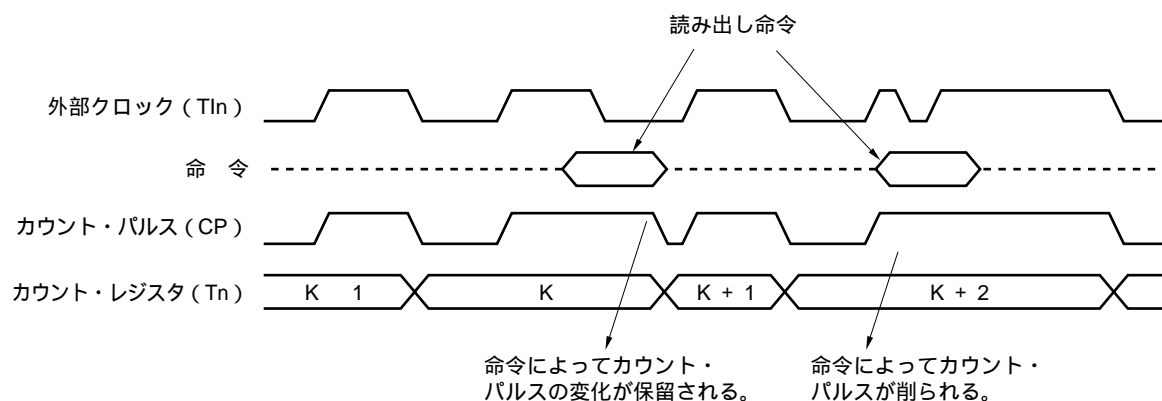 読み出し命令
外部クロック（TIn）
命　令
カウント・パルス（CP）
カウント・レジスタ（Tn）
K　1
K
K + 1
K + 2
命令によってカウント・
パルスの変化が保留される。
命令によってカウント・
パルスが削られる。